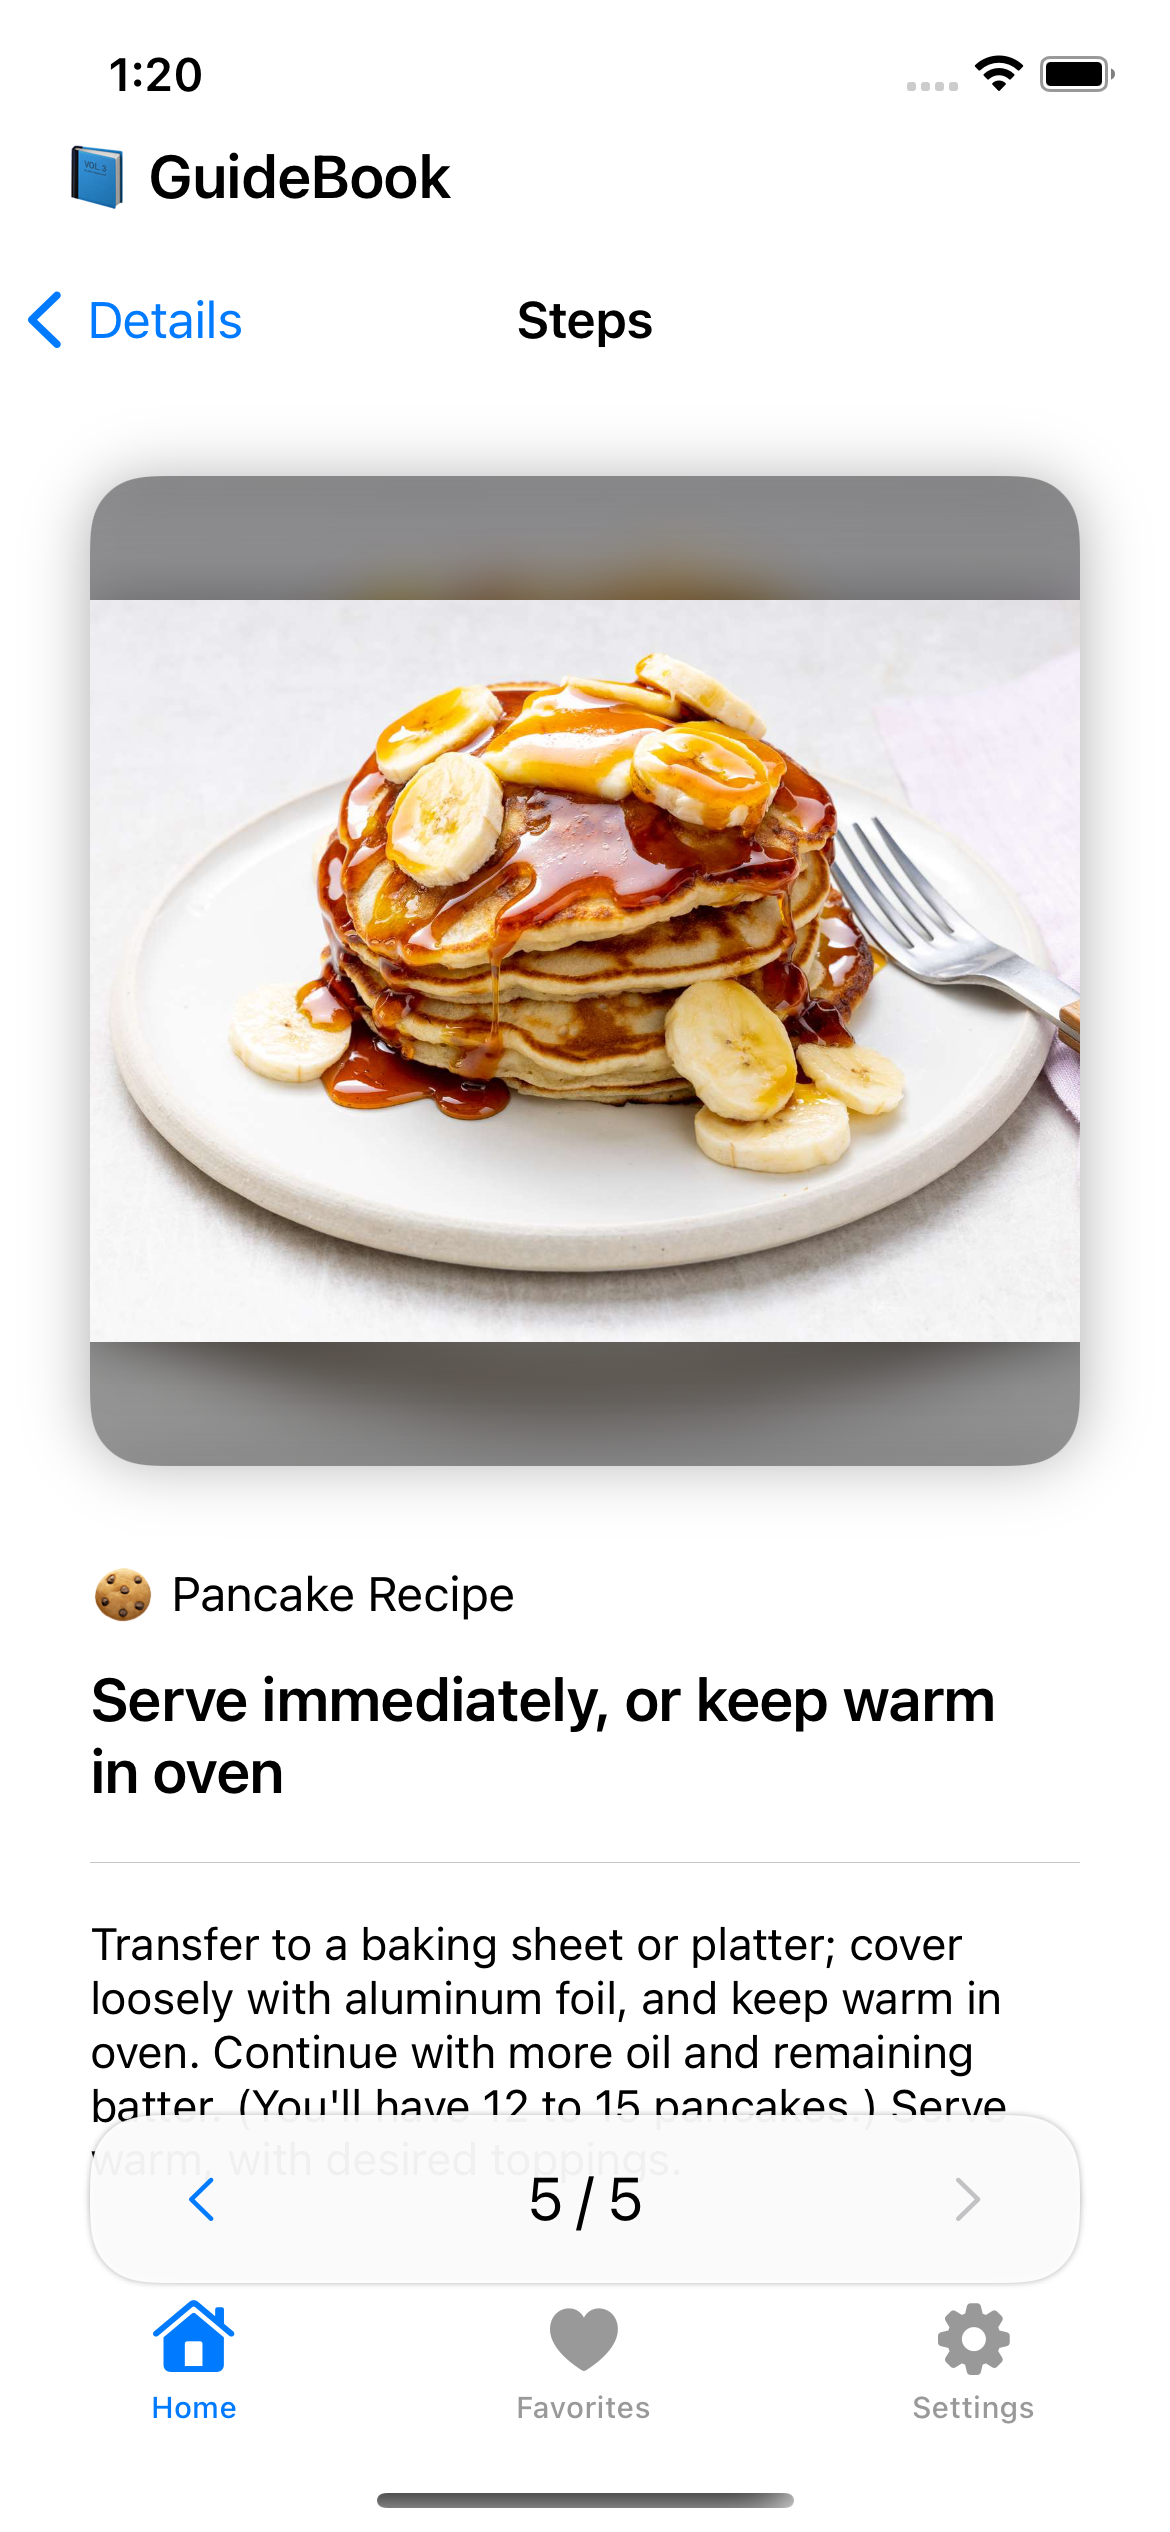 1:20
VOL. 3
GuideBook
Details
Steps
Pancake Recipe
Serve immediately, or keep warm
in oven
Transfer to a baking sheet or platter; cover
loosely with aluminum foil, and keep warm in
oven. Continue with more oil and remaining
batter. (You'll have 12 to 15 pancakes.) Serve
warm, with desired toppings.
5 / 5
Home
Favorites
Settings